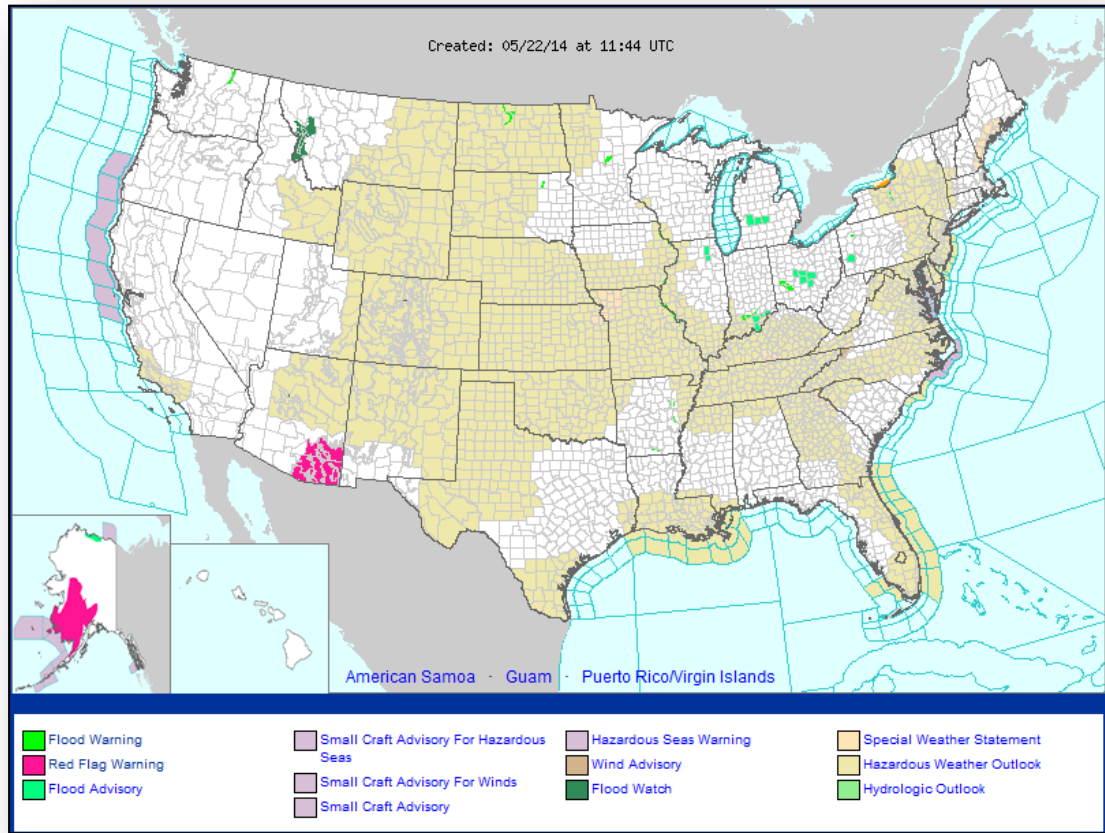 Created: 05/22/14 at 11:44 UTC
American Samoa - Guam - Puerto Rico/Virgin Islands
Flood Warning
Red Flag Warning
Flood Advisory
Small Craft Advisory For Hazardous
Seas
Small Craft Advisory For Winds
Small Craft Advisory
Hazardous Seas Warning
Wind Advisory
Flood Watch
Special Weather Statement
Hazardous Weather Outlook
Hydrologic Outlook